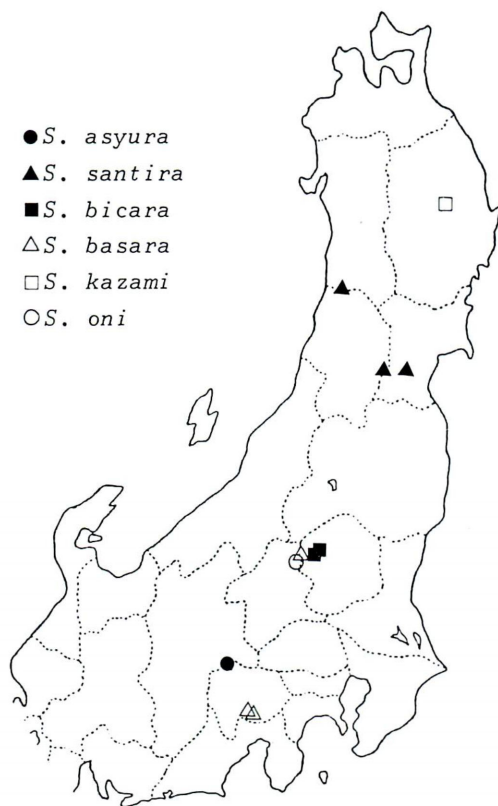 ●S. asyura
▲S. santira
■S. bicara
△S. basara
□S. kazami
○S. oni